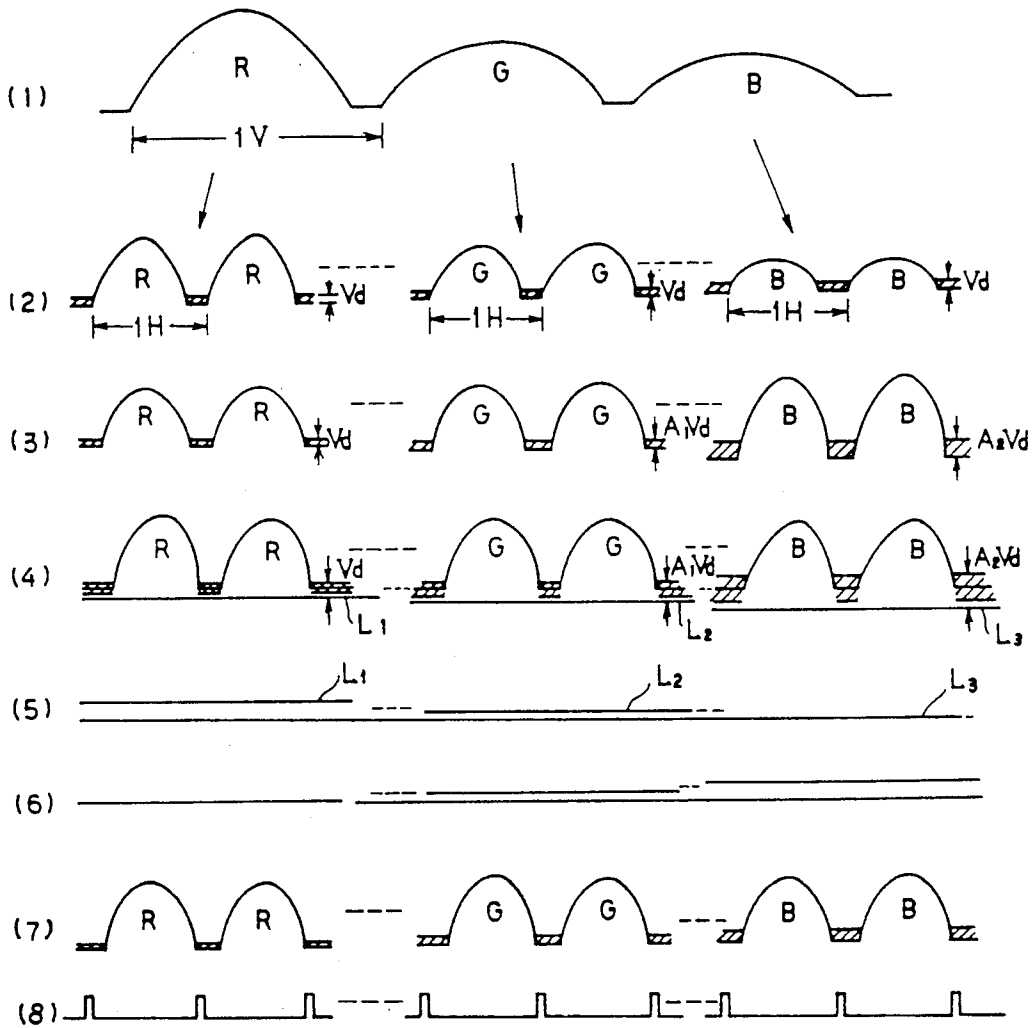 (1) R G B
1V
(2) R R Vd G G Vd B B Vd
1H 1H 1H
(3) R R Vd G G A₁Vd B B A₂Vd
(4) R R Vd G G A₁Vd B B A₂Vd
L₁ L₂ L₃
(5) L₁ L₂ L₃
(6)
(7) R R G G B B
(8)